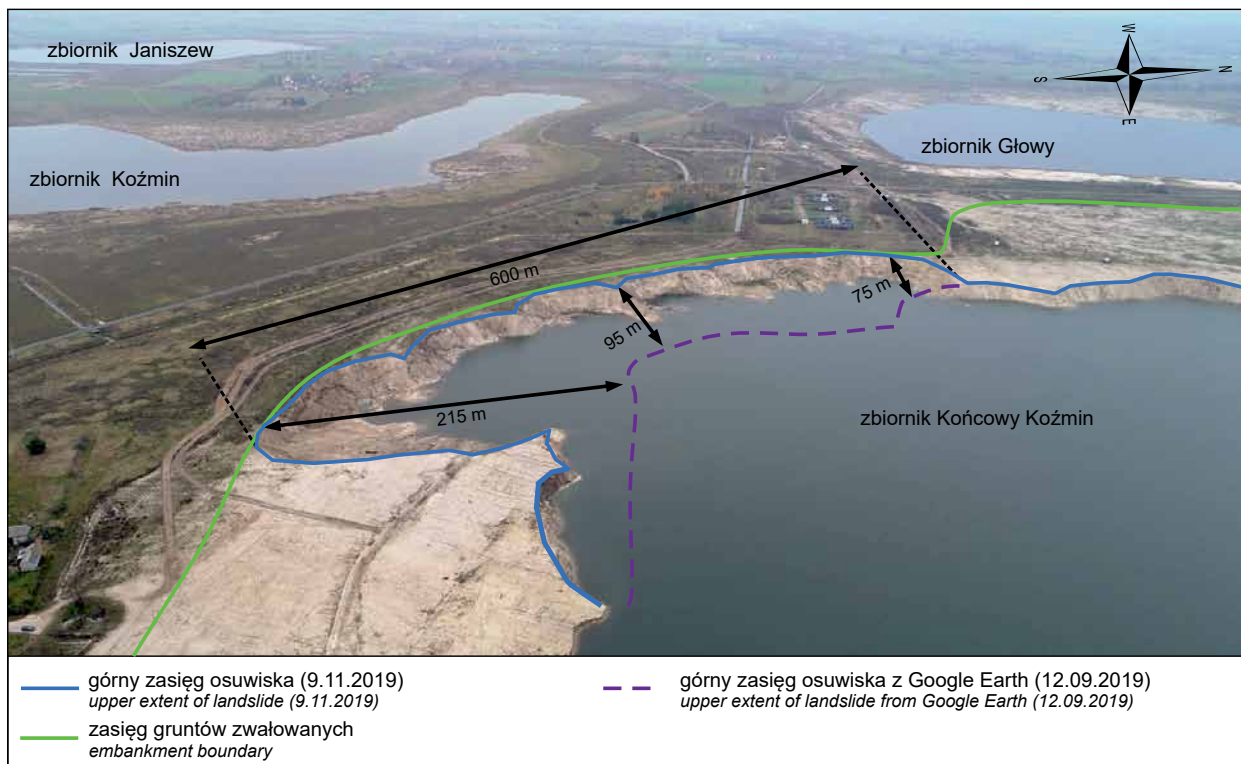 zbiornik Janiszew
W
N
S
E
zbiornik Głowy
zbiornik Koźmin
600 m
75 m
95 m
215 m
zbiornik Końcowy Koźmin
górny zasięg osuwiska (9.11.2019)
upper extent of landslide (9.11.2019)
górny zasięg osuwiska z Google Earth (12.09.2019)
upper extent of landslide from Google Earth (12.09.2019)
zasięg gruntów zwałowanych
embankment boundary